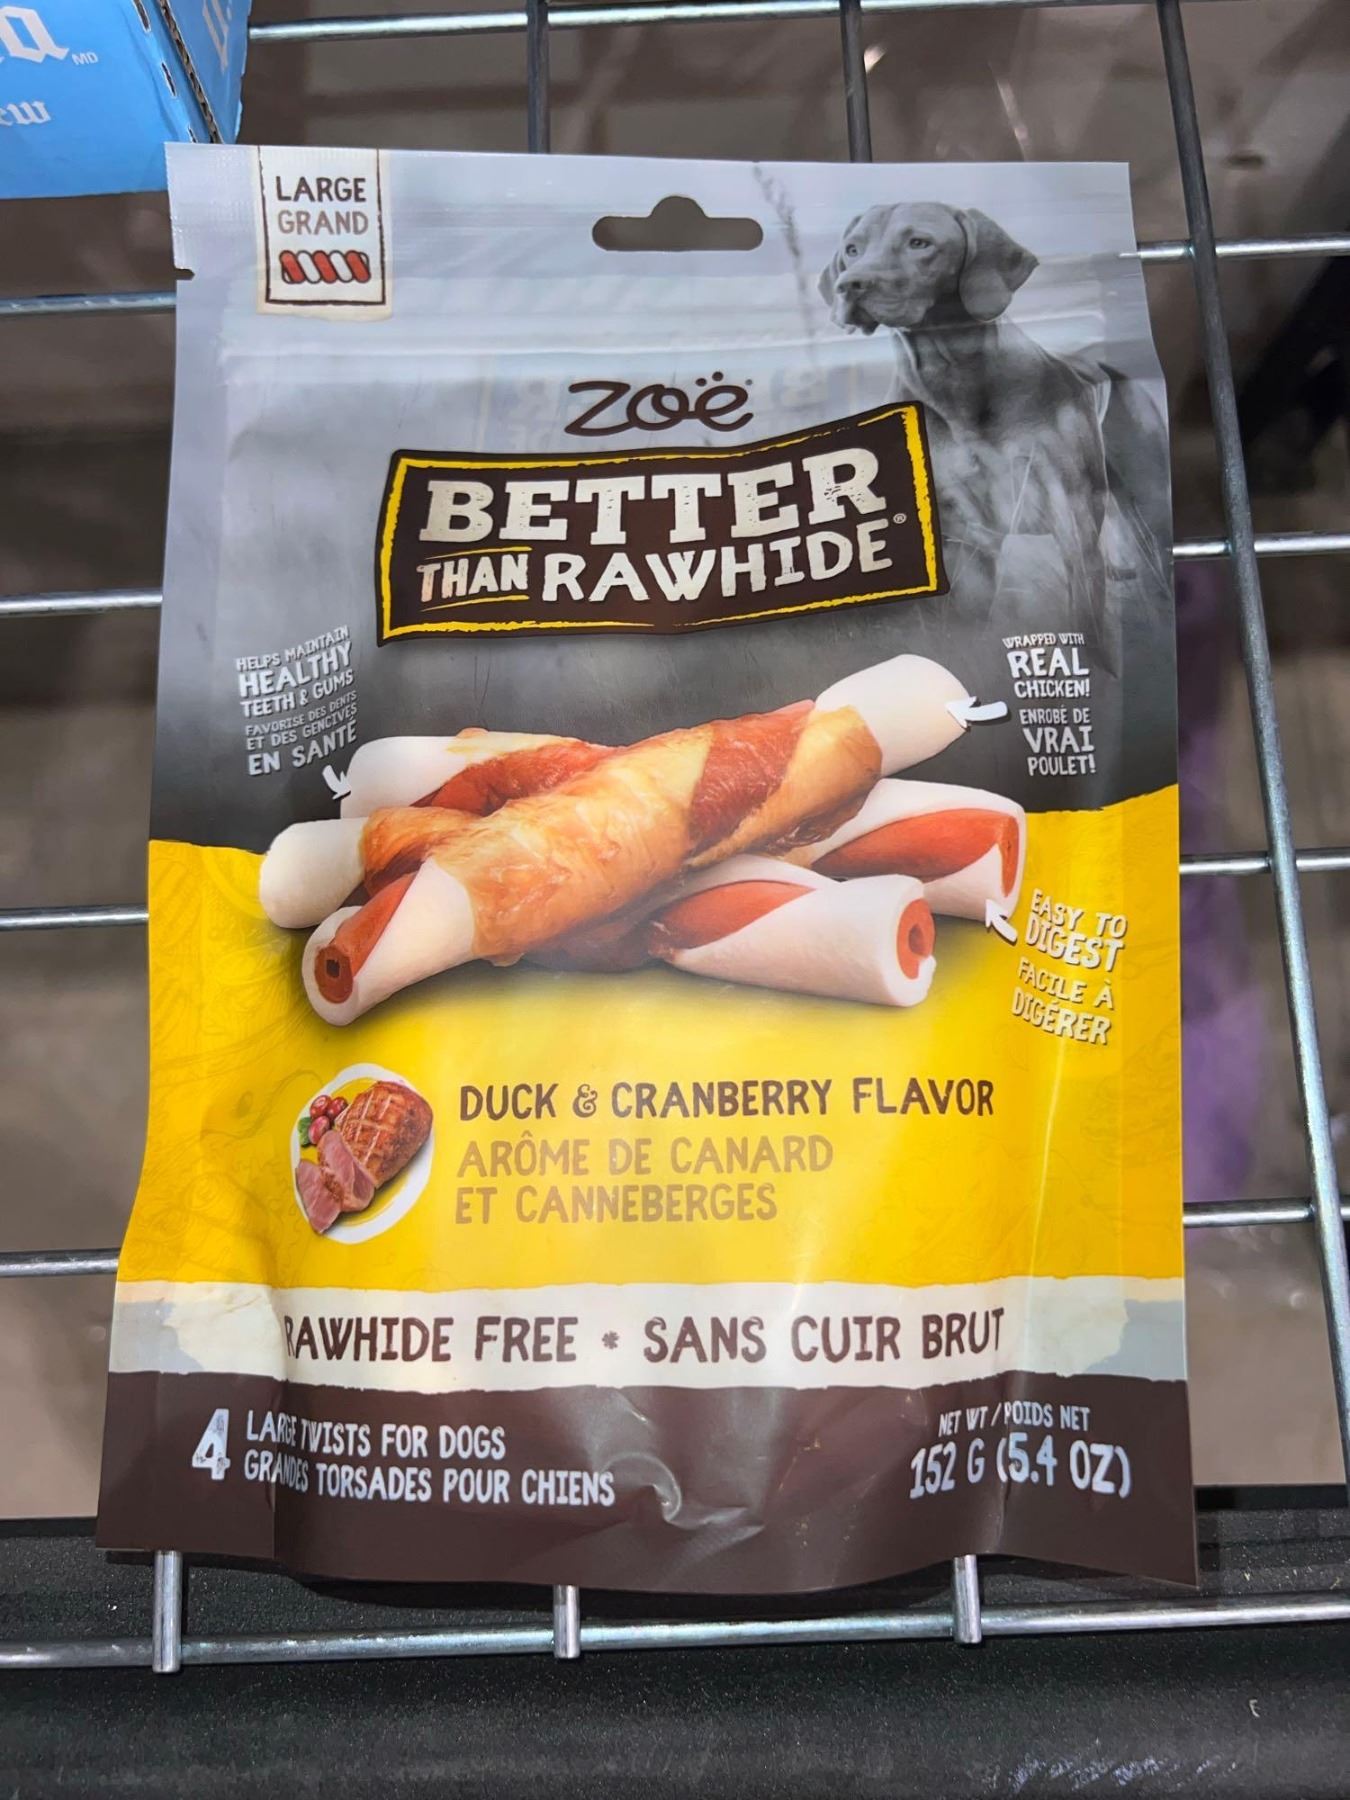 MD
LARGE
GRAND
zoë
BETTER
THAN RAWHIDE®
HELPS MAINTAIN
HEALTHY
TEETH & GUMS
FAVORISE DES DENTS
ET DES GENCIVES
EN SANTÉ
WRAPPED WITH
REAL
CHICKEN!
ENROBÉ DE
VRAI
POULET!
EASY TO
DIGEST
FACILE À
DIGÉRER
DUCK & CRANBERRY FLAVOR
ARÔME DE CANARD
ET CANNEBERGES
RAWHIDE FREE * SANS CUIR BRUT
4 LARGE TWISTS FOR DOGS
GRANDES TORSADES POUR CHIENS
NET WT / POIDS NET
152 G (5.4 OZ)